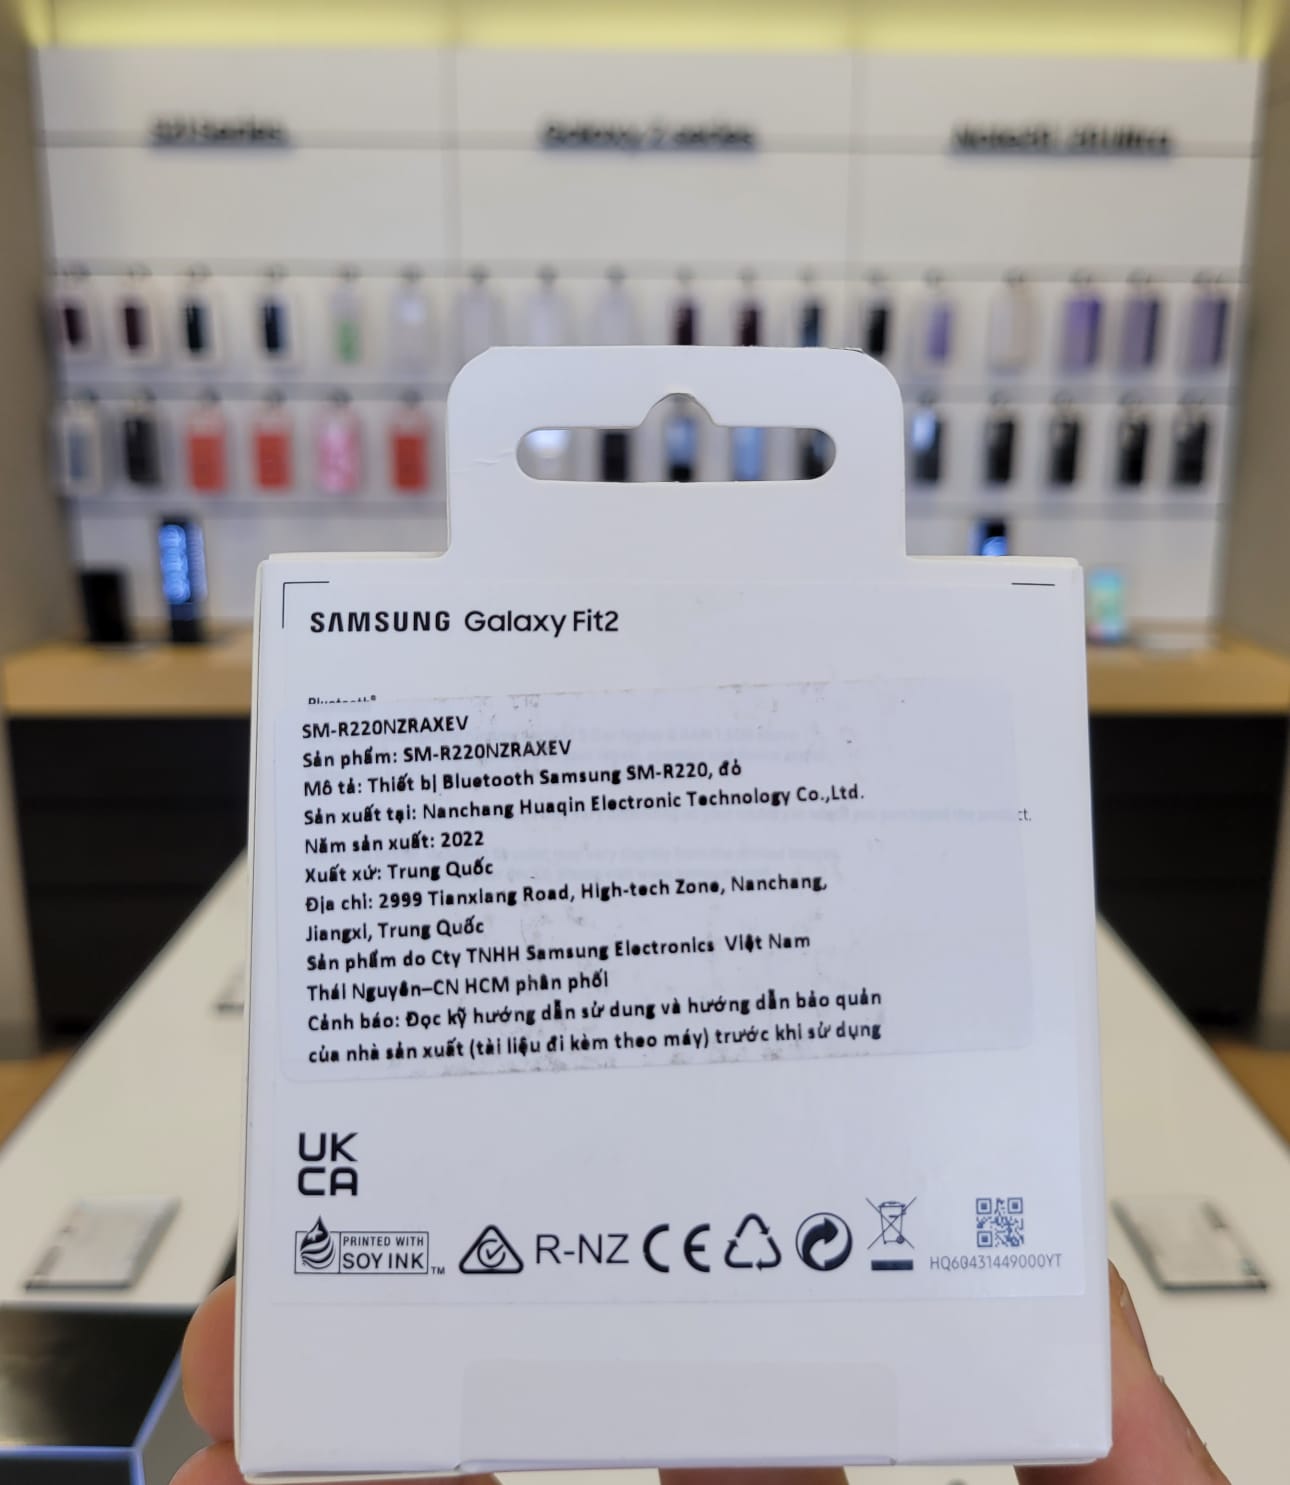 SAMSUNG Galaxy Fit2
SM-R220NZRAXEV
Sản phẩm: SM-R220NZRAXEV
Mô tả: Thiết bị Bluetooth Samsung SM-R220, đỏ
Sản xuất tại: Nanchang Huaqin Electronic Technology Co.,Ltd.
Năm sản xuất: 2022
Xuất xứ: Trung Quốc
Địa chỉ: 2999 Tianxiang Road, High-tech Zone, Nanchang,
Jiangxi, Trung Quốc
Sản phẩm do Cty TNHH Samsung Electronics Việt Nam
Thái Nguyên–CN HCM phân phối
Cảnh báo: Đọc kỹ hướng dẫn sử dung và hướng dẫn bảo quản
của nhà sản xuất (tài liệu đi kèm theo máy) trước khi sử dụng
UK
CA
PRINTED WITH
SOY INK TM
R-NZ CE
HQ60431449000YT